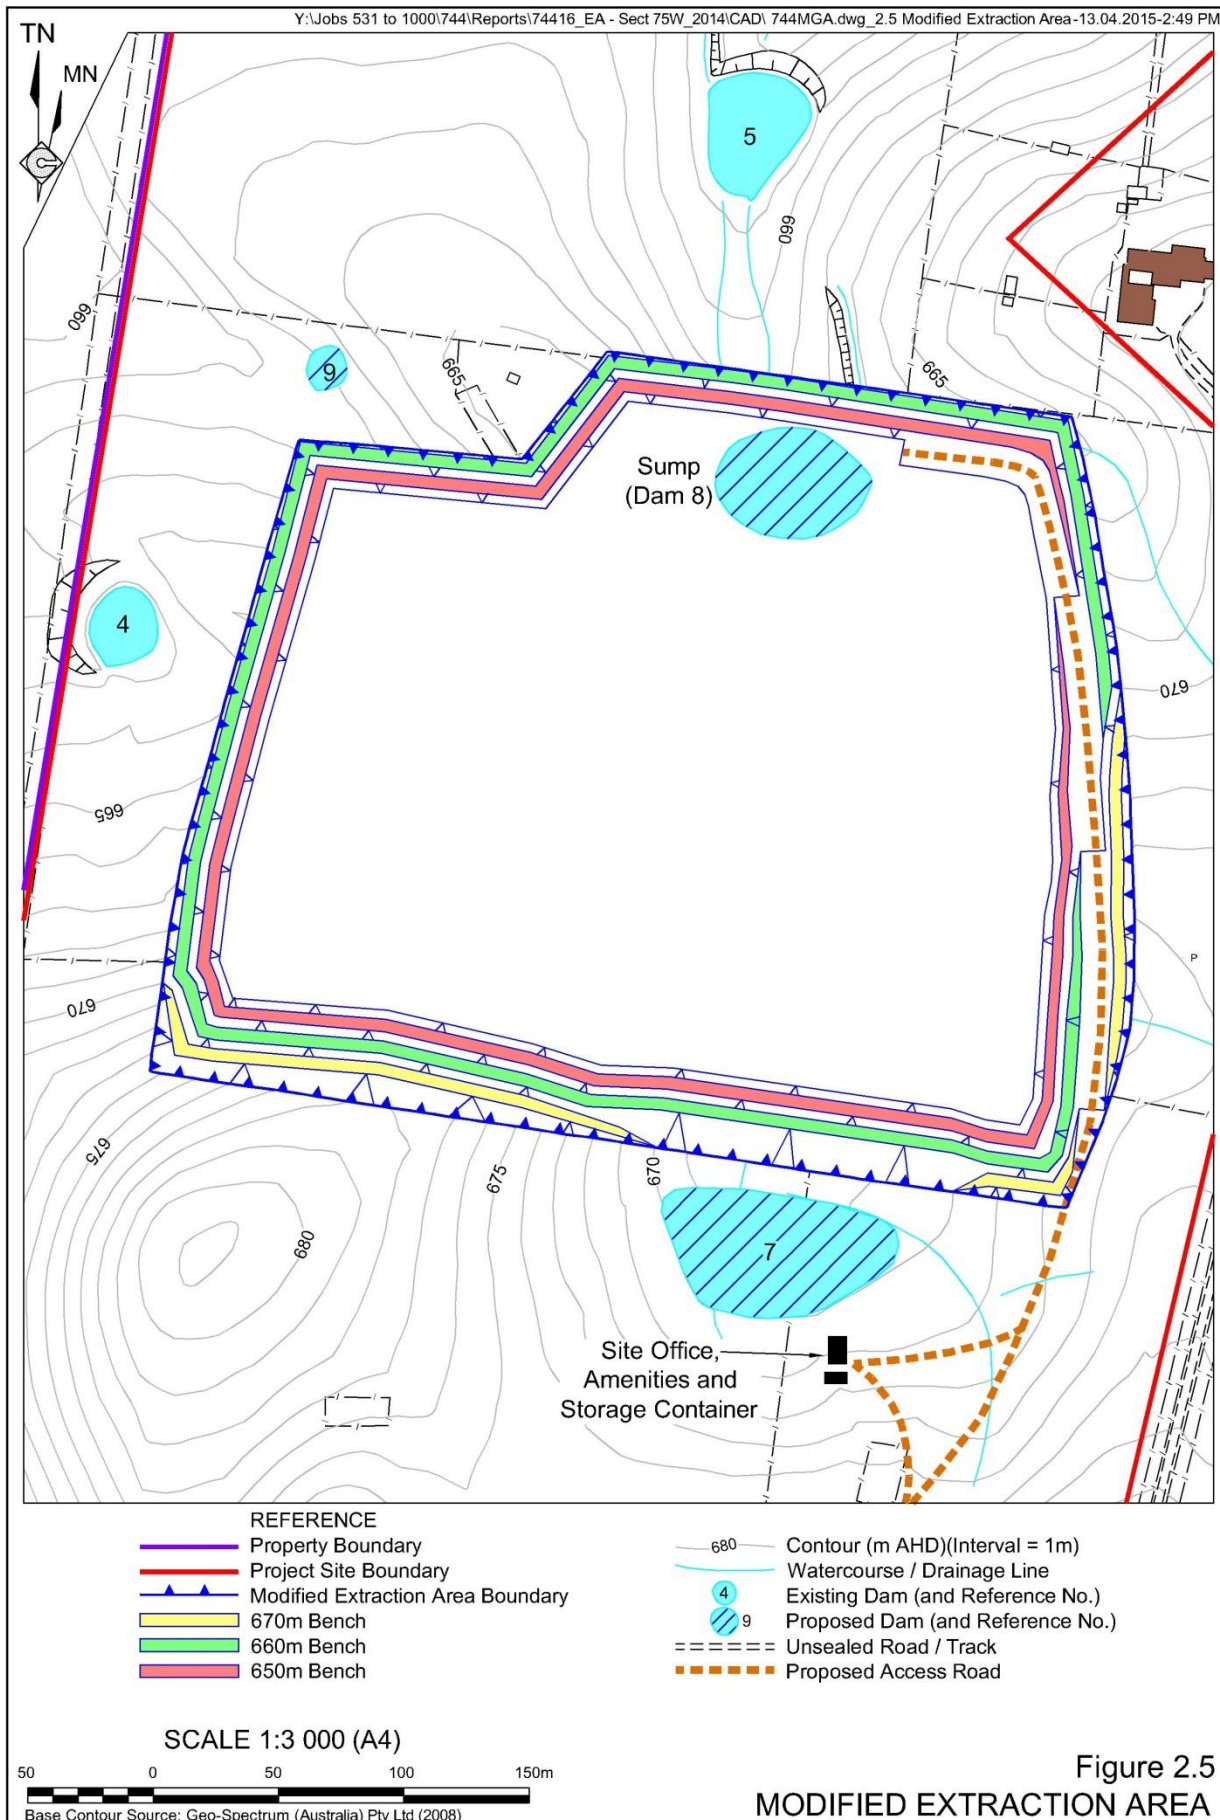 Y:\Jobs 531 to 1000\744\Reports\74416_EA - Sect 75W_2014\CAD\ 744MGA.dwg_2.5 Modified Extraction Area-13.04.2015-2:49 PM
TN
MN
5
660
660
9
665
665
Sump
(Dam 8)
4
670
665
P
670
675
675
670
680
7
Site Office,
Amenities and
Storage Container
REFERENCE
Property Boundary
Project Site Boundary
Modified Extraction Area Boundary
670m Bench
660m Bench
650m Bench
680 Contour (m AHD)(Interval = 1m)
Watercourse / Drainage Line
4 Existing Dam (and Reference No.)
9 Proposed Dam (and Reference No.)
Unsealed Road / Track
Proposed Access Road
SCALE 1:3 000 (A4)
50 0 50 100 150m
Base Contour Source: Geo-Spectrum (Australia) Pty Ltd (2008)
Figure 2.5
MODIFIED EXTRACTION AREA